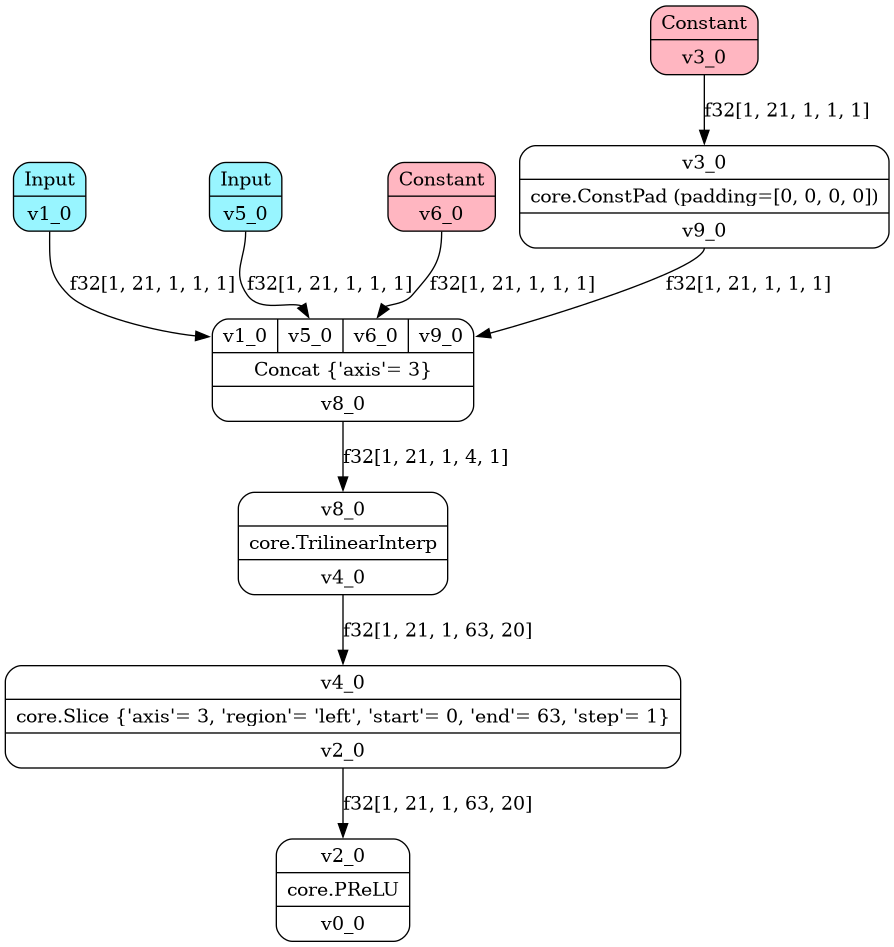 Constant
v3_0
f32[1, 21, 1, 1, 1]
v3_0
core.ConstPad (padding=[0, 0, 0, 0])
v9_0
Input
v1_0
Input
v5_0
Constant
v6_0
f32[1, 21, 1, 1, 1]
f32[1, 21, 1, 1, 1]
f32[1, 21, 1, 1, 1]
f32[1, 21, 1, 1, 1]
v1_0 v5_0 v6_0 v9_0
Concat {'axis'= 3}
v8_0
f32[1, 21, 1, 4, 1]
v8_0
core.TrilinearInterp
v4_0
f32[1, 21, 1, 63, 20]
v4_0
core.Slice {'axis'= 3, 'region'= 'left', 'start'= 0, 'end'= 63, 'step'= 1}
v2_0
f32[1, 21, 1, 63, 20]
v2_0
core.PReLU
v0_0